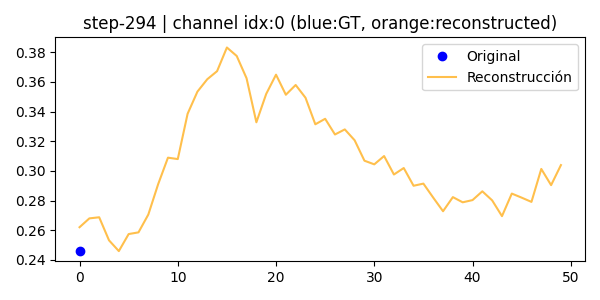 step-294 | channel idx:0 (blue:GT, orange:reconstructed)
Original
Reconstrucción
0.38
0.36
0.34
0.32
0.30
0.28
0.26
0.24
0 10 20 30 40 50